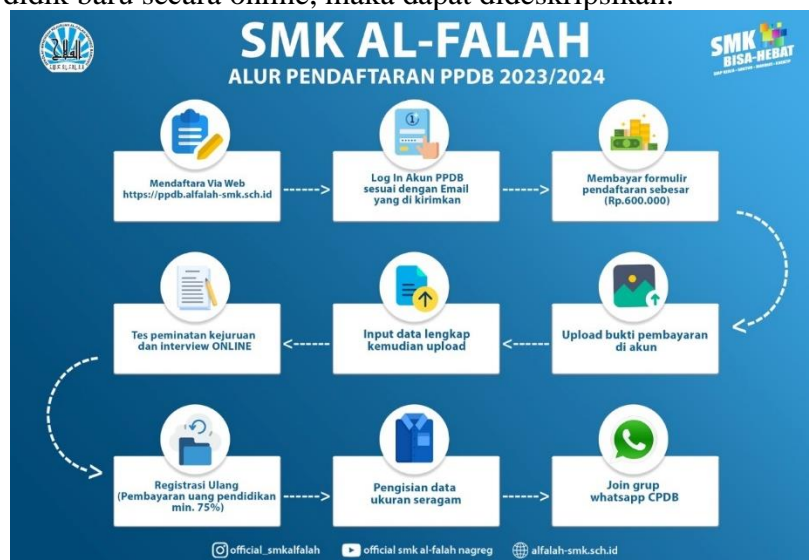 didik baru secara online, maka dapat dideskripsikan:
SMK AL-FALAH
ALUR PENDAFTARAN PPDB 2023/2024
SMK
BISA-HEBAT
Mendaftara Via Web
https://ppdb.alfalah-smk.sch.id
Log In Akun PPDB
sesuai dengan Email
yang di kirimkan
Membayar formulir
pendaftaran sebesar
(Rp.600.000)
Upload bukti pembayaran
di akun
Input data lengkap
kemudian upload
Tes peminatan kejuruan
dan interview ONLINE
Registrasi Ulang
(Pembayaran uang pendidikan
min. 75%)
Pengisian data
ukuran seragam
Join grup
whatsapp CPDB
official_smkalfalah
official smk al-falah nagreg
alfalah-smk.sch.id